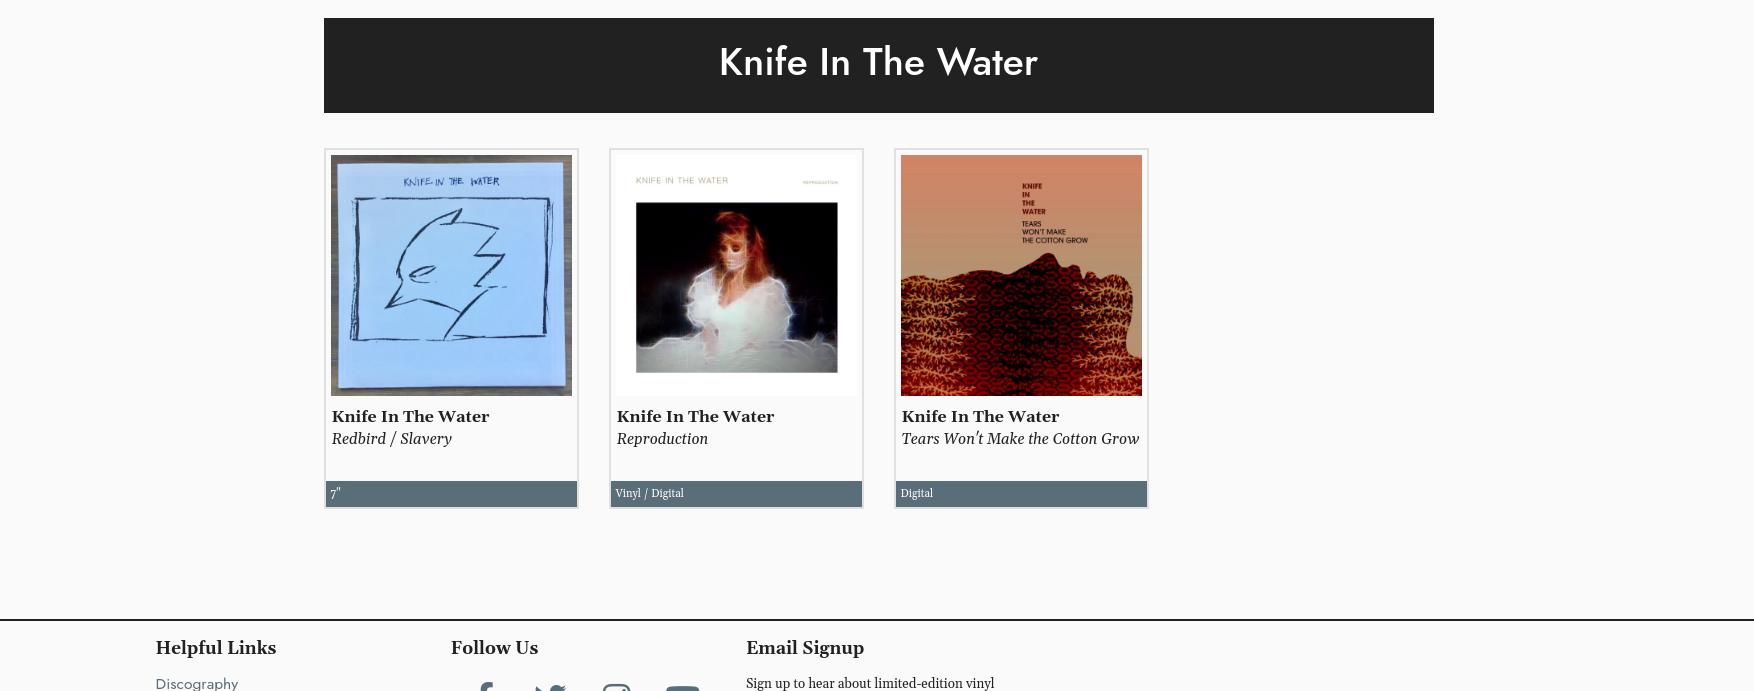 Knife In The Water
KNIFE IN THE WATER
KNIFE IN THE WATER
REPRODUCTION
KNIFE
IN
THE
WATER
TEARS
WON'T MAKE
THE COTTON GROW
Knife In The Water
Redbird / Slavery
7"
Knife In The Water
Reproduction
Vinyl / Digital
Knife In The Water
Tears Won't Make the Cotton Grow
Digital
Helpful Links
Discography
Follow Us
Email Signup
Sign up to hear about limited-edition vinyl